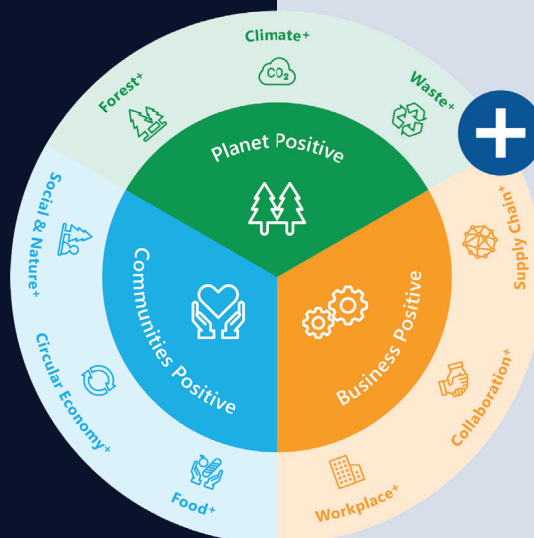 Climate⁺
Forest⁺
CO₂
Waste⁺
Planet Positive
Social & Nature⁺
Supply Chain⁺
Communities Positive
Business Positive
Circular Economy⁺
Collaboration⁺
Food⁺
Workplace⁺